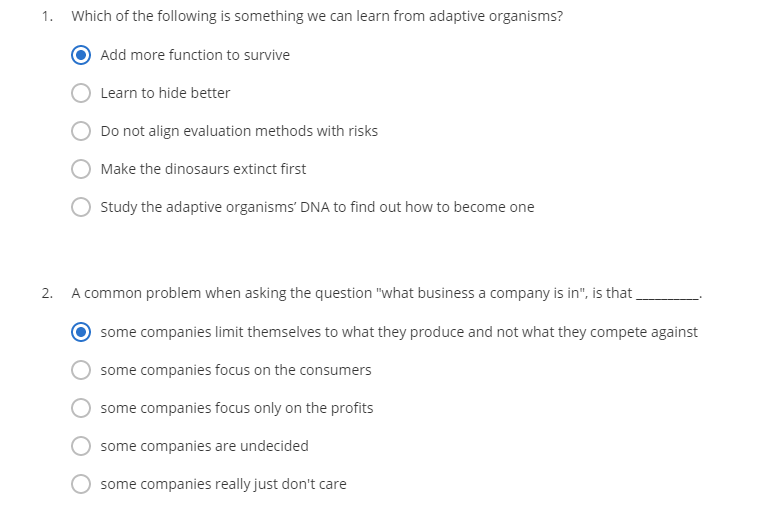 1. Which of the following is something we can learn from adaptive organisms?
Add more function to survive
Learn to hide better
Do not align evaluation methods with risks
Make the dinosaurs extinct first
Study the adaptive organisms' DNA to find out how to become one
2. A common problem when asking the question "what business a company is in", is that __________.
some companies limit themselves to what they produce and not what they compete against
some companies focus on the consumers
some companies focus only on the profits
some companies are undecided
some companies really just don't care